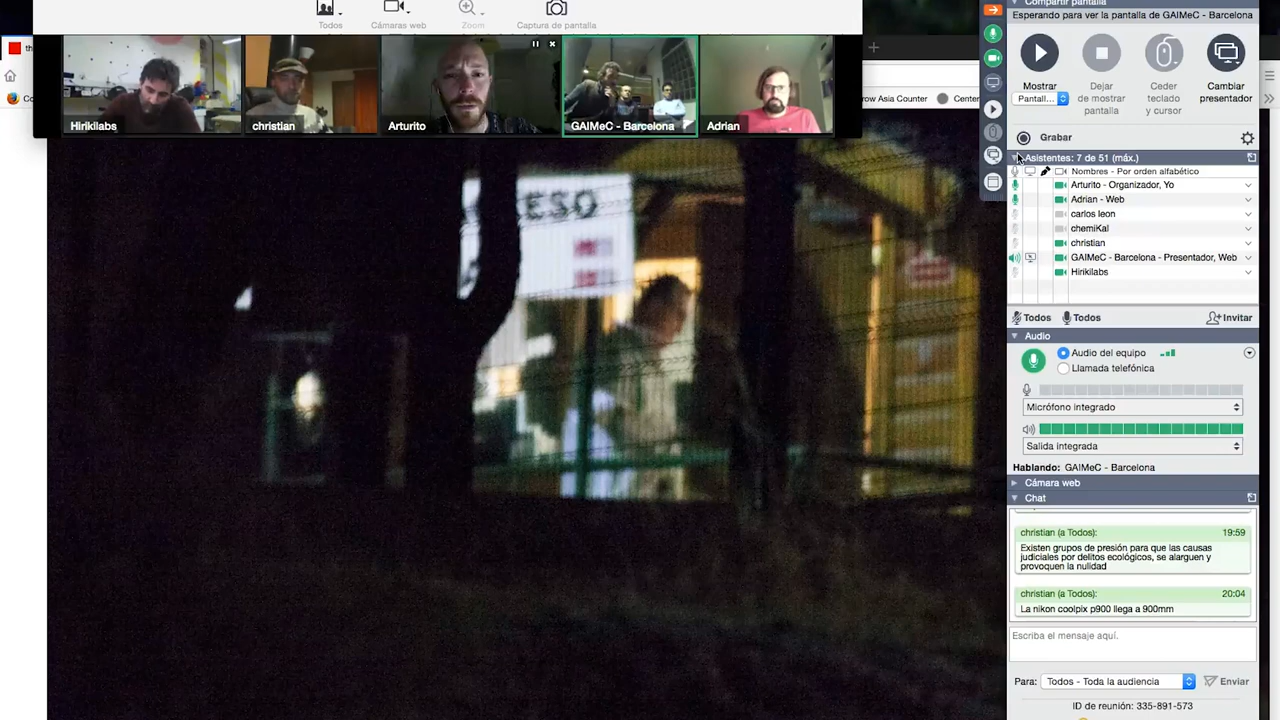 Compartir pantalla
Esperando para ver la pantalla de GAIMeC - Barcelona
Todos
Cámaras web
Zoom
Captura de pantalla
Hirikilabs
christian
Arturito
GAIMeC - Barcelona
Adrian
Mostrar
Pantall...
Dejar
de mostrar
pantalla
Ceder
teclado
y cursor
Cambiar
presentador
row Asia Counter
Center
Grabar
Asistentes: 7 de 51 (máx.)
Nombres - Por orden alfabético
Arturito - Organizador, Yo
Adrian - Web
carlos leon
chemiKal
christian
GAIMeC - Barcelona - Presentador, Web
Hirikilabs
Todos
Todos
Invitar
Audio
Audio del equipo
Llamada telefónica
Micrófono integrado
Salida integrada
Hablando: GAIMeC - Barcelona
Cámara web
Chat
christian (a Todos): 19:59
Existen grupos de presión para que las causas
judiciales por delitos ecológicos, se alarguen y
provoquen la nulidad
christian (a Todos): 20:04
La nikon coolpix p900 llega a 900mm
Escriba el mensaje aquí.
Para: Todos - Toda la audiencia
Enviar
ID de reunión: 335-891-573
ESO